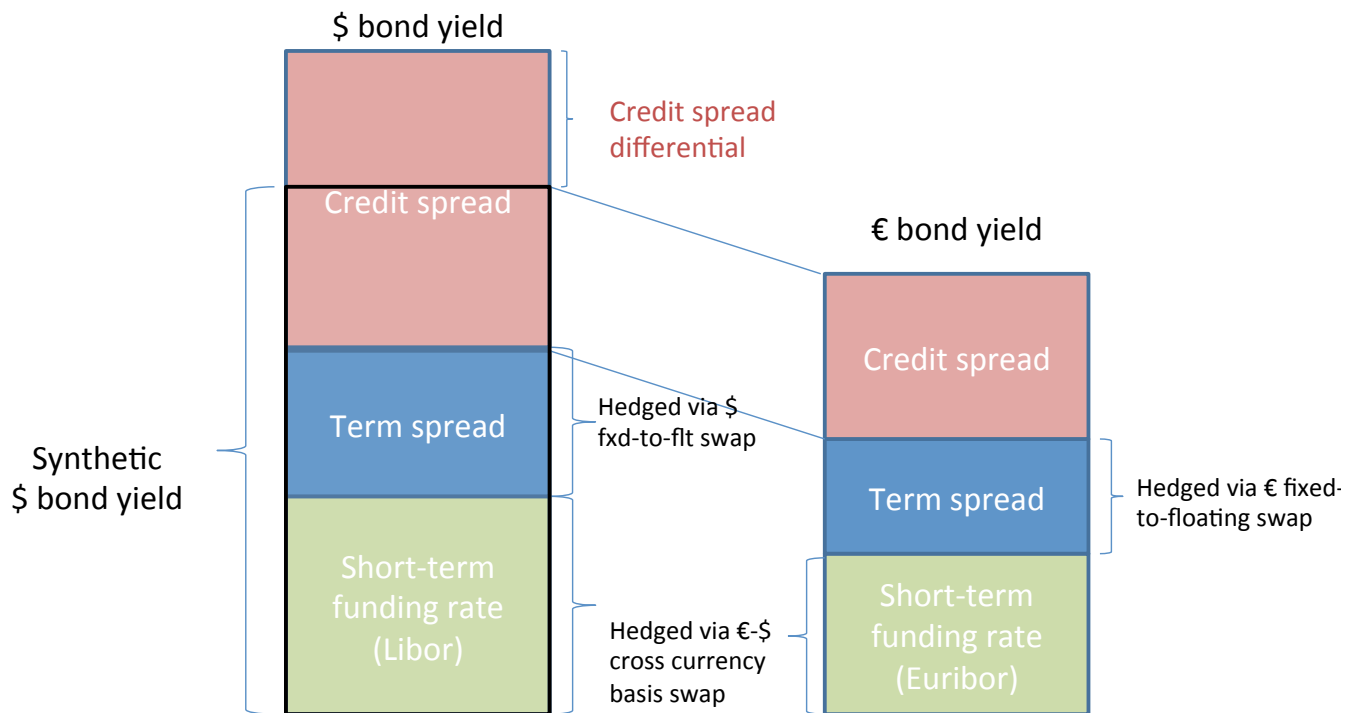 $ bond yield
Credit spread
differential
Credit spread
€ bond yield
Credit spread
Term spread
Hedged via $
fxd-to-flt swap
Synthetic
$ bond yield
Term spread
Hedged via € fixed-
to-floating swap
Short-term
funding rate
(Libor)
Hedged via €-$
cross currency
basis swap
Short-term
funding rate
(Euribor)